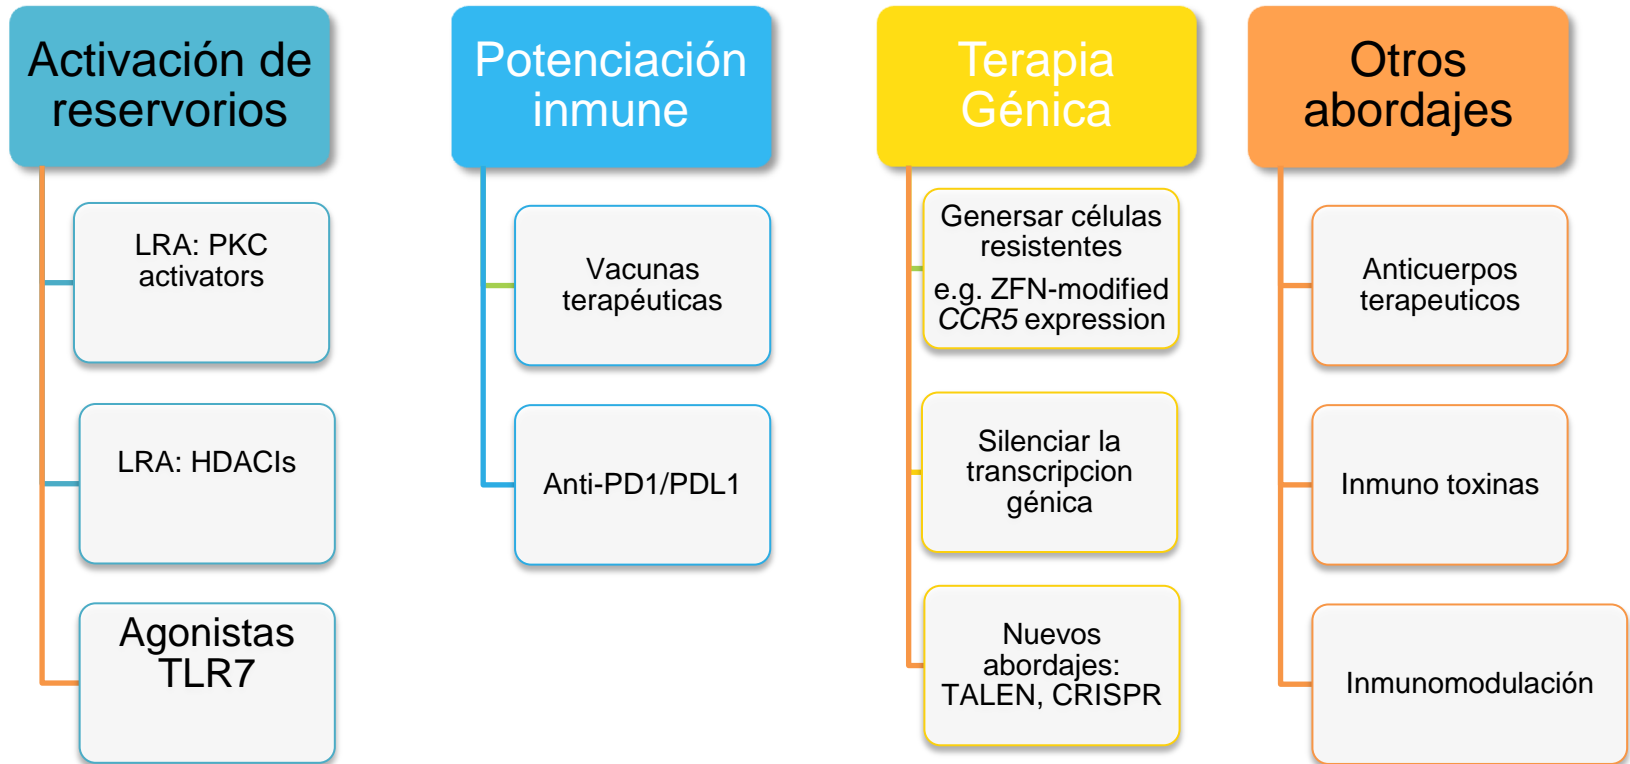 Activación de
reservorios
LRA: PKC
activators
LRA: HDACIs
Agonistas
TLR7
Potenciación
inmune
Vacunas
terapéuticas
Anti-PD1/PDL1
Terapia
Génica
Genersar células
resistentes
e.g. ZFN-modified
CCR5 expression
Silenciar la
transcripcion
génica
Nuevos
abordajes:
TALEN, CRISPR
Otros
abordajes
Anticuerpos
terapeuticos
Inmuno toxinas
Inmunomodulación